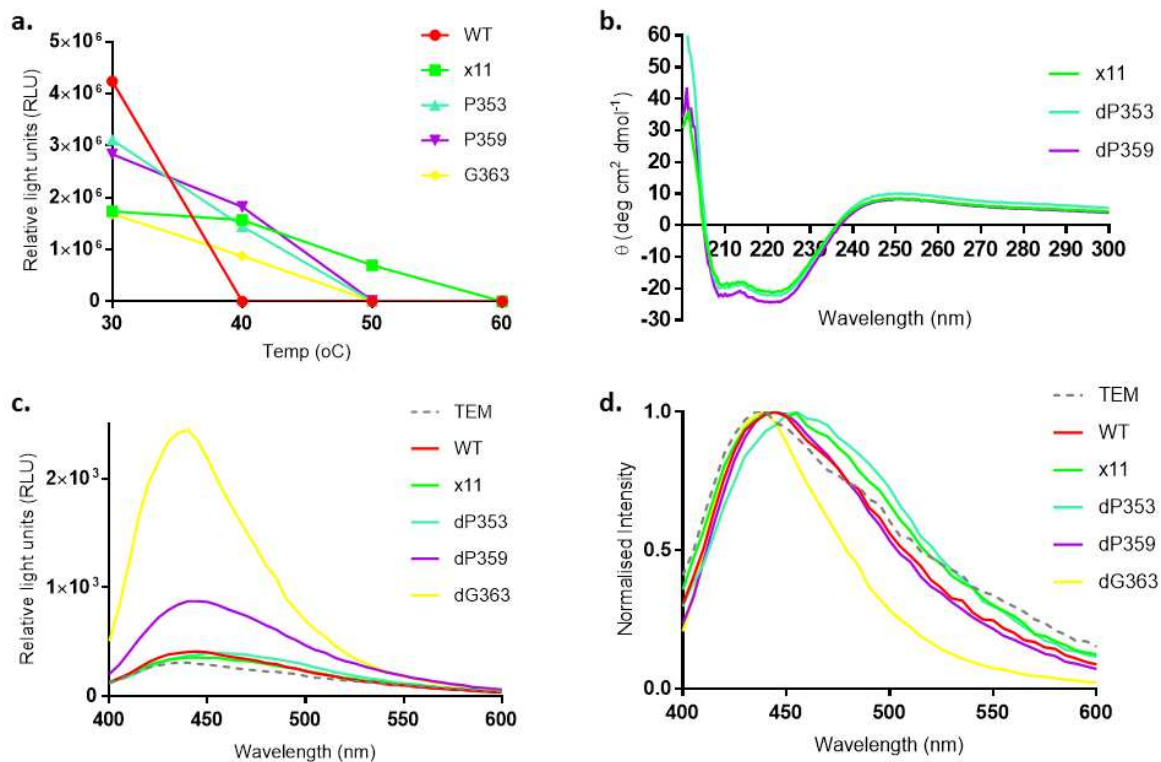 a.
5×10⁶
4×10⁶
3×10⁶
2×10⁶
1×10⁶
0
Relative light units (RLU)
30 40 50 60
Temp (oC)
WT
x11
P353
P359
G363
b.
60
50
40
30
20
10
0
-10
-20
-30
θ (deg cm² dmol⁻¹)
210 220 230 240 250 260 270 280 290 300
Wavelength (nm)
x11
dP353
dP359
c.
2×10³
1×10³
0
Relative light units (RLU)
400 450 500 550 600
Wavelength (nm)
TEM
WT
x11
dP353
dP359
dG363
d.
1.0
0.5
0.0
Normalised Intensity
400 450 500 550 600
Wavelength (nm)
TEM
WT
x11
dP353
dP359
dG363